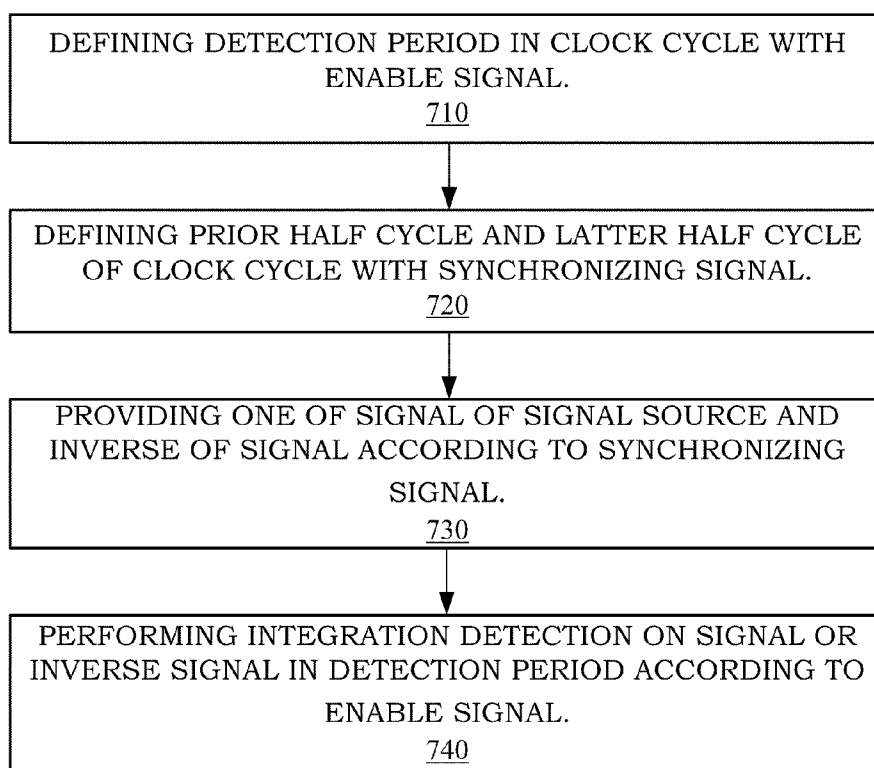 DEFINING DETECTION PERIOD IN CLOCK CYCLE WITH
ENABLE SIGNAL.
710
DEFINING PRIOR HALF CYCLE AND LATTER HALF CYCLE
OF CLOCK CYCLE WITH SYNCHRONIZING SIGNAL.
720
PROVIDING ONE OF SIGNAL OF SIGNAL SOURCE AND
INVERSE OF SIGNAL ACCORDING TO SYNCHRONIZING
SIGNAL.
730
PERFORMING INTEGRATION DETECTION ON SIGNAL OR
INVERSE SIGNAL IN DETECTION PERIOD ACCORDING TO
ENABLE SIGNAL.
740